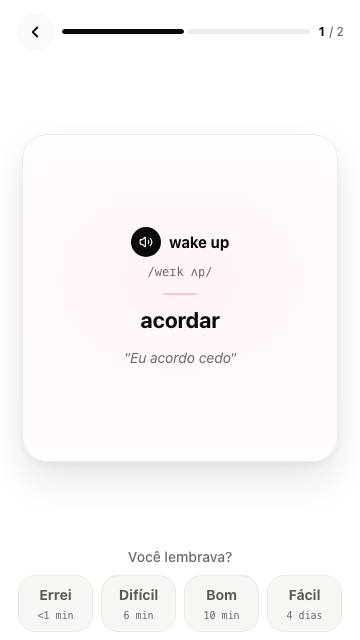 1 / 2
wake up
/weɪk ʌp/
acordar
"Eu acordo cedo"
Você lembrava?
Errei
<1 min
Difícil
6 min
Bom
10 min
Fácil
4 dias